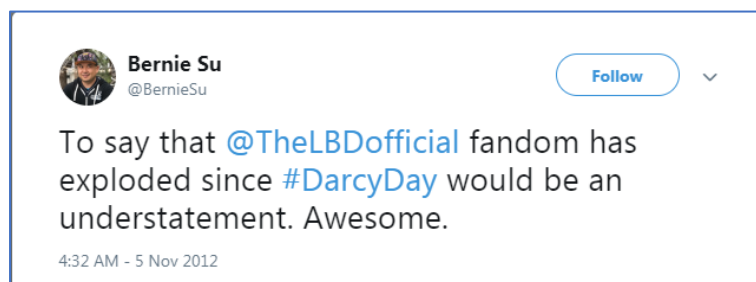 Bernie Su
@BernieSu
Follow
To say that @TheLBDofficial fandom has
exploded since #DarcyDay would be an
understatement. Awesome.
4:32 AM - 5 Nov 2012